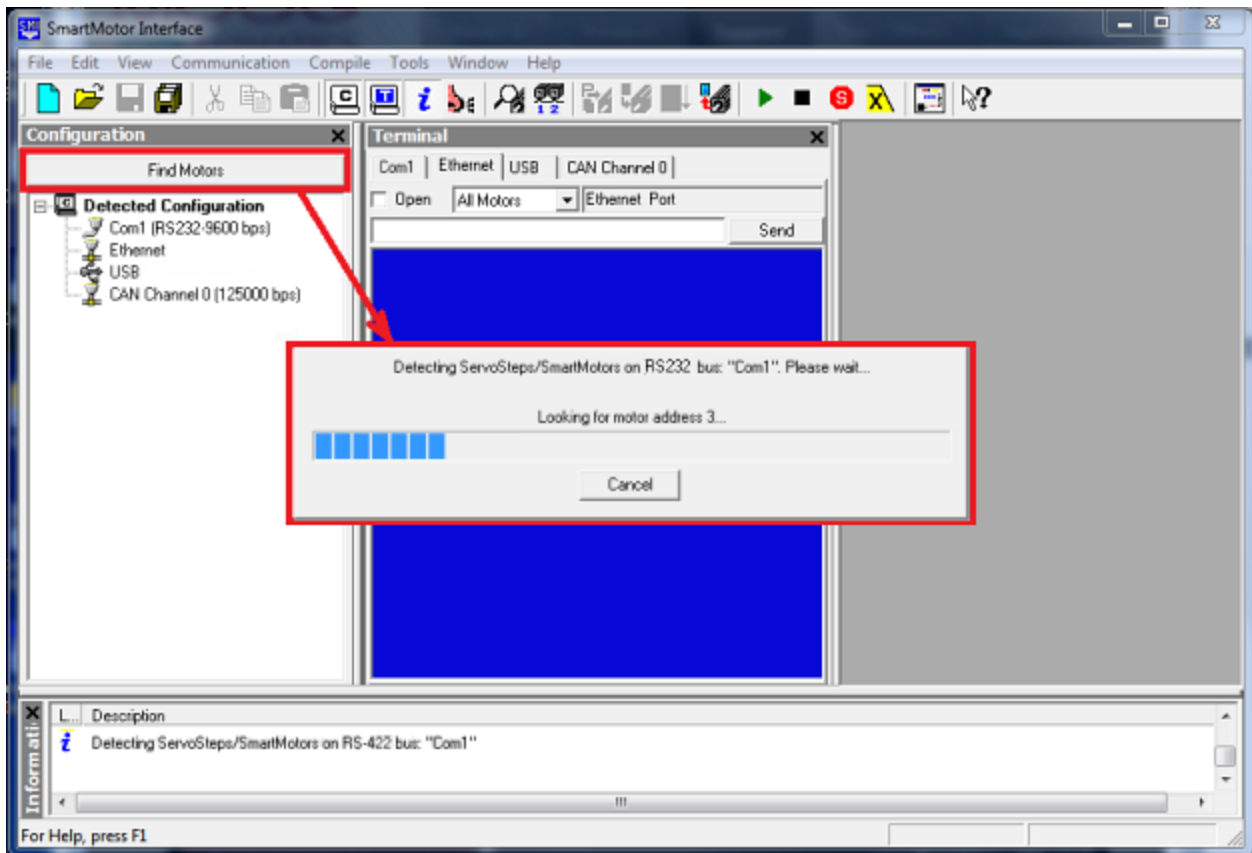 SmartMotor Interface
File Edit View Communication Compile Tools Window Help
Configuration
Find Motors
Detected Configuration
Com1 (RS232-9600 bps)
Ethernet
USB
CAN Channel 0 (125000 bps)
Terminal
Com1 Ethernet USB CAN Channel 0
Open All Motors Ethernet Port
Send
Detecting ServoSteps/SmartMotors on RS232 bus: "Com1". Please wait...
Looking for motor address 3...
Cancel
L... Description
Detecting ServoSteps/SmartMotors on RS-422 bus: "Com1"
Informati
For Help, press F1